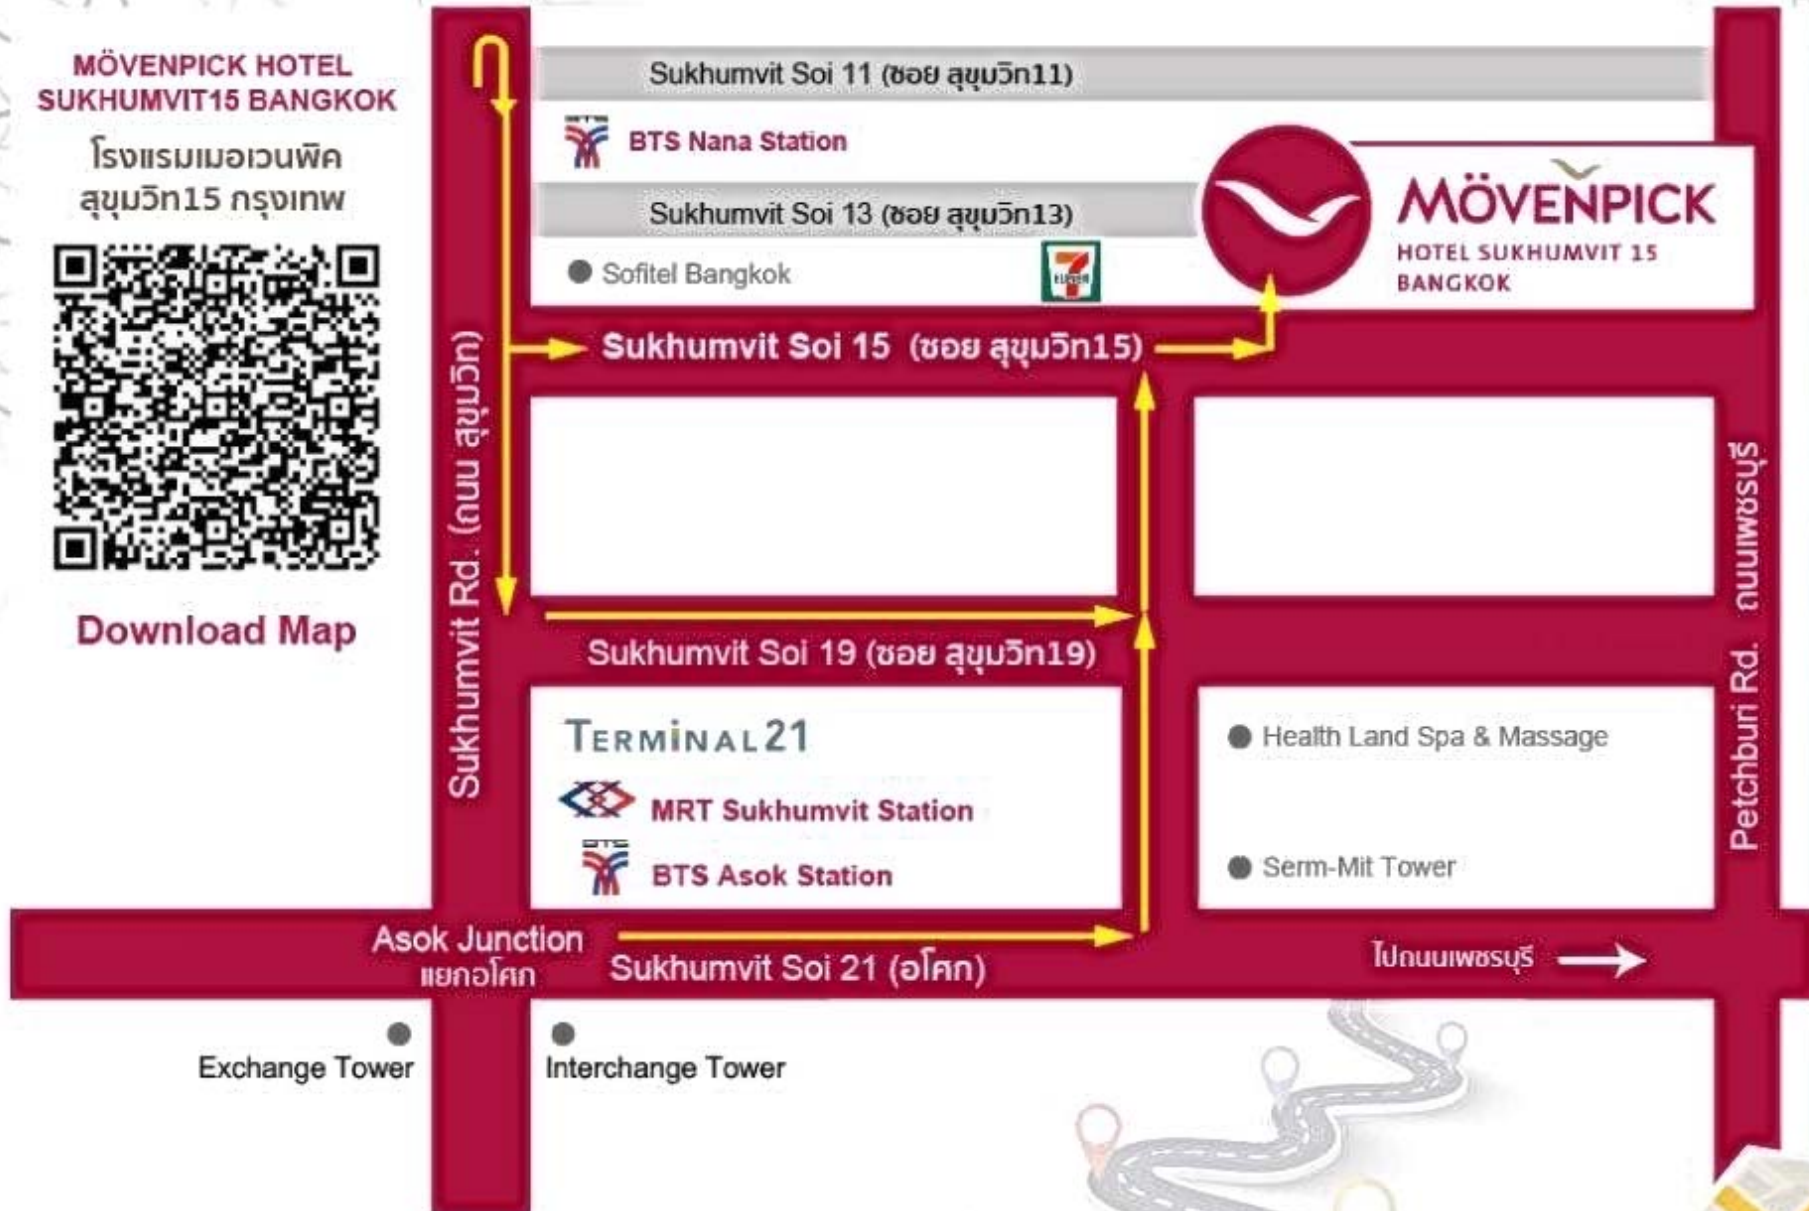 MÖVENPICK HOTEL
SUKHUMVIT15 BANGKOK
โรงแรมเมอเวนพิค
สุขุมวิท15 กรุงเทพ
Download Map
Sukhumvit Rd. (ถนน สุขุมวิท)
Sukhumvit Soi 11 (ซอย สุขุมวิท11)
BTS
BTS Nana Station
Sukhumvit Soi 13 (ซอย สุขุมวิท13)
Sofitel Bangkok
7
ELEVEN
MÖVENPICK
HOTEL SUKHUMVIT 15
BANGKOK
Sukhumvit Soi 15 (ซอย สุขุมวิท15)
Sukhumvit Soi 19 (ซอย สุขุมวิท19)
TERMINAL21
MRT Sukhumvit Station
BTS
BTS Asok Station
Health Land Spa & Massage
Serm-Mit Tower
Petchburi Rd. ถนนเพชรบุรี
Asok Junction
แยกอโศก
Sukhumvit Soi 21 (อโศก)
ไปถนนเพชรบุรี
Exchange Tower
Interchange Tower